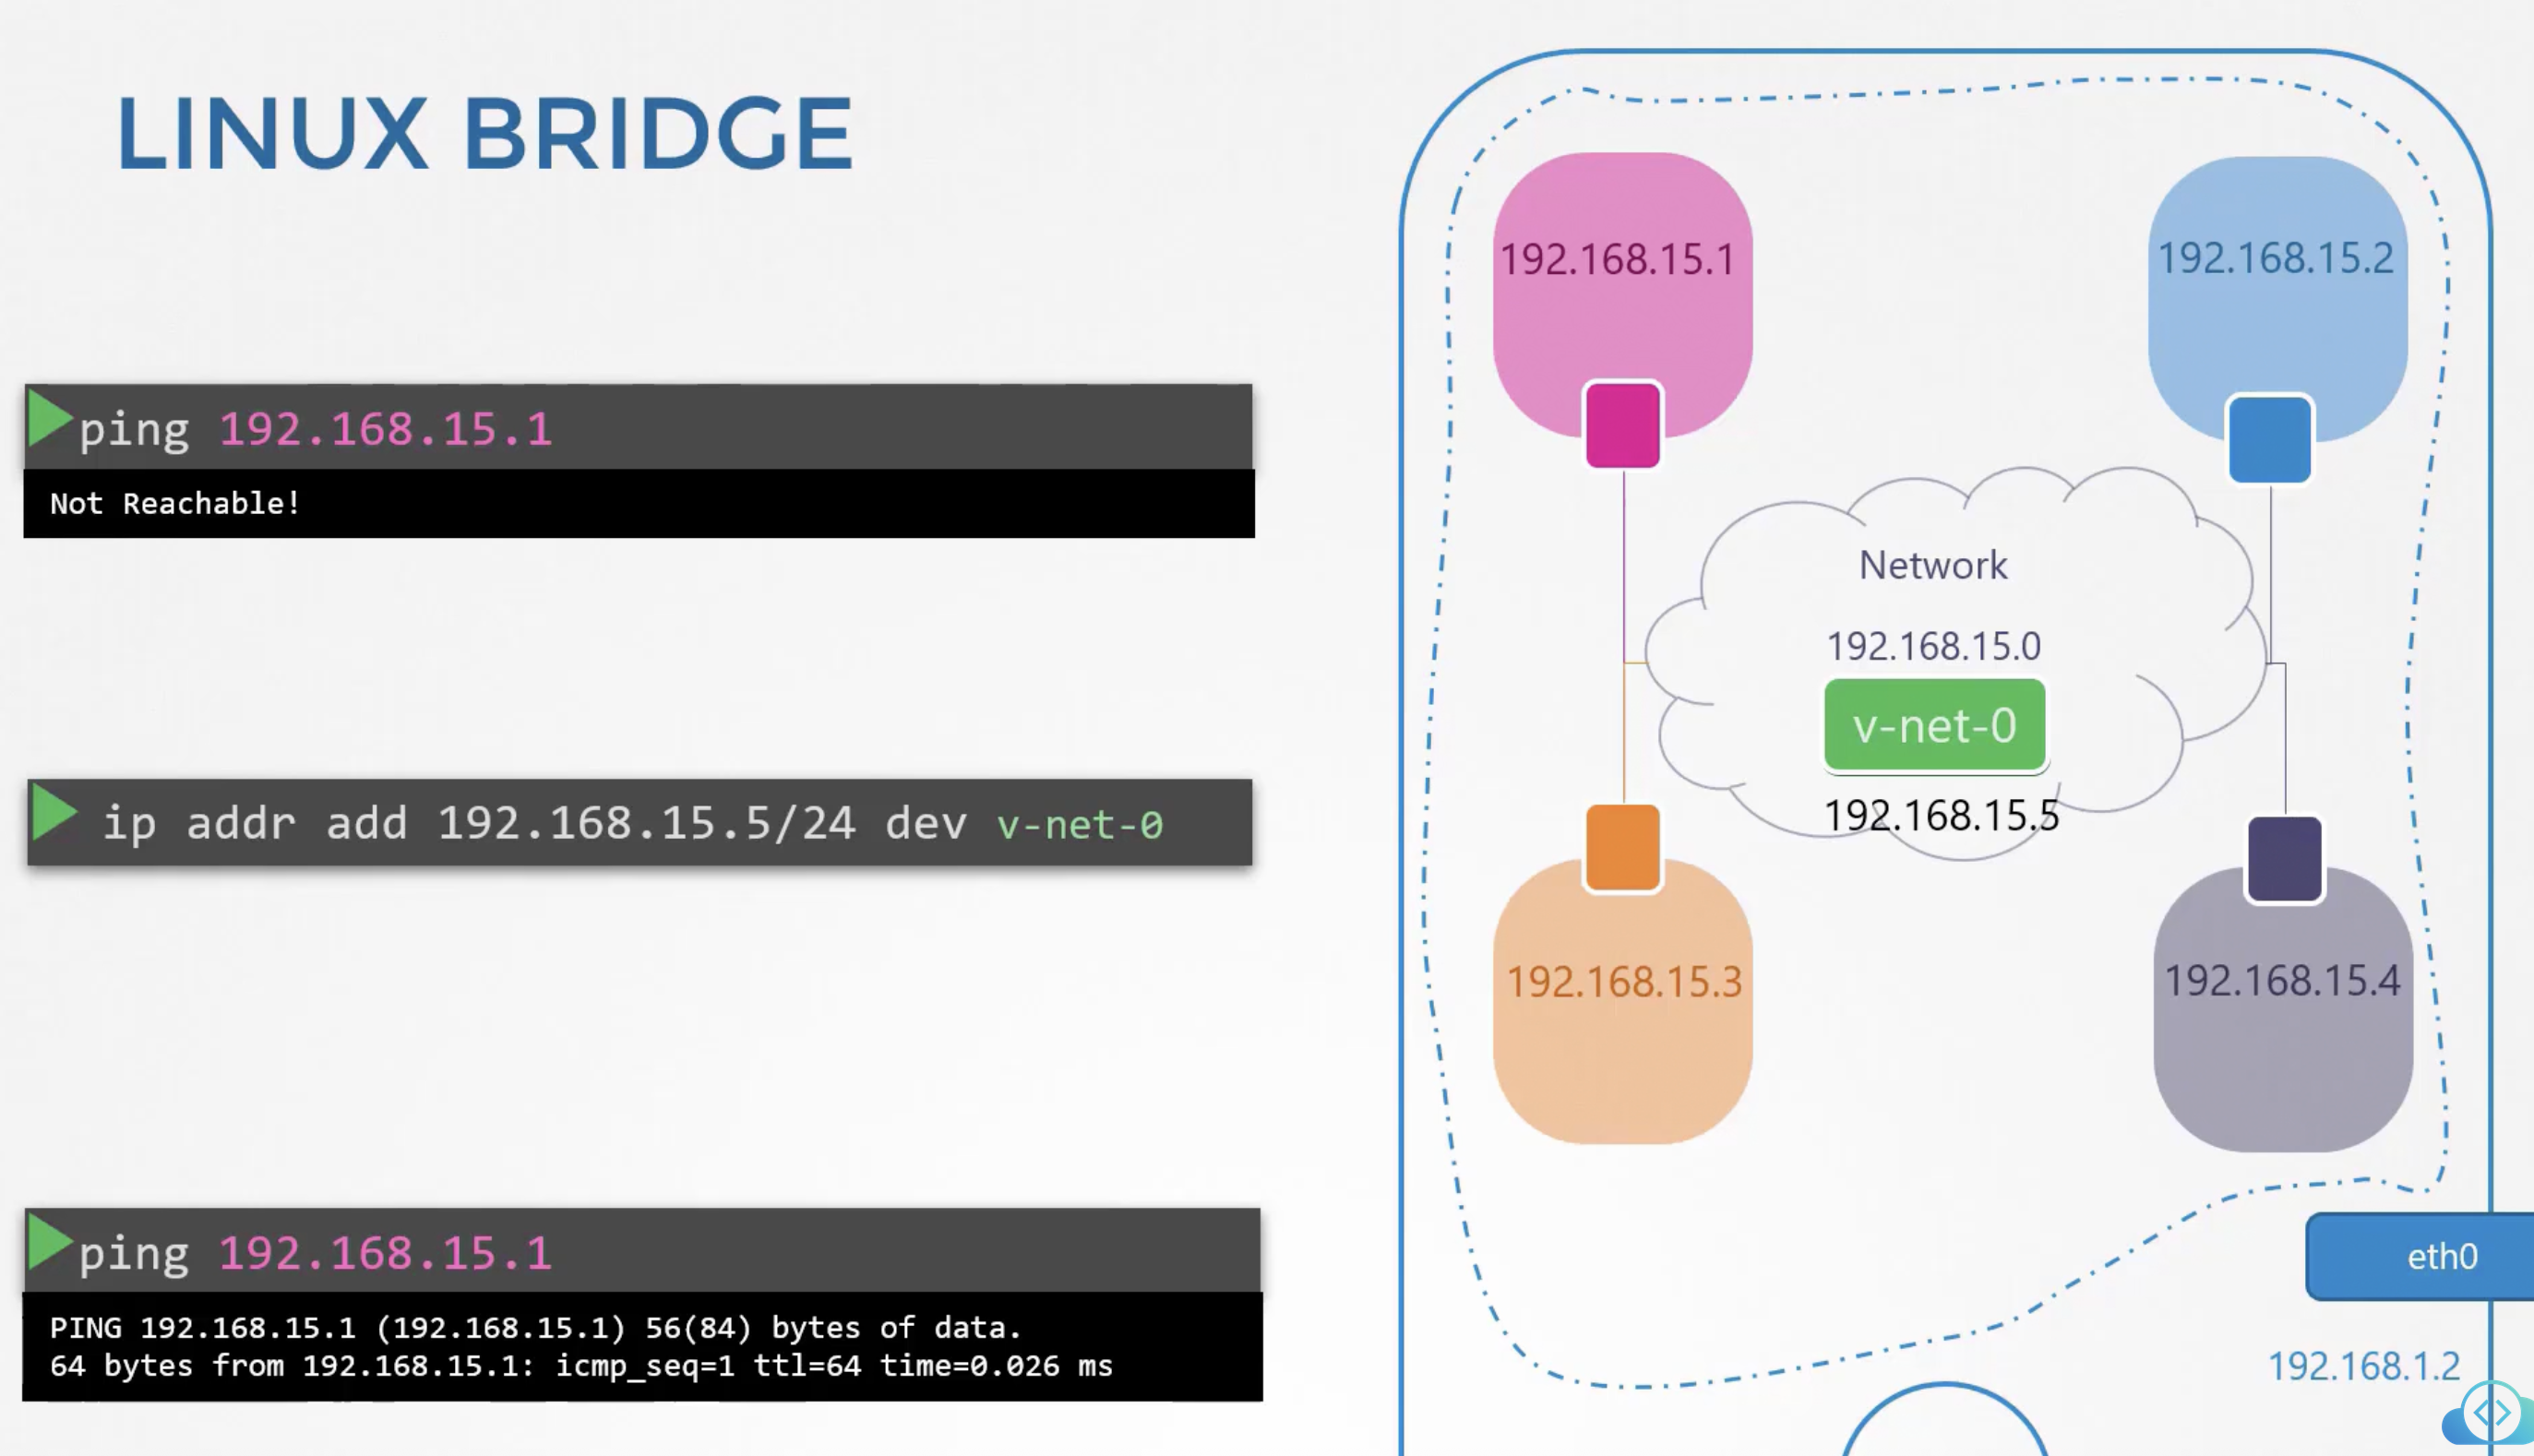 LINUX BRIDGE
ping 192.168.15.1
Not Reachable!
ip addr add 192.168.15.5/24 dev v-net-0
ping 192.168.15.1
PING 192.168.15.1 (192.168.15.1) 56(84) bytes of data.
64 bytes from 192.168.15.1: icmp_seq=1 ttl=64 time=0.026 ms
192.168.15.1
192.168.15.2
Network
192.168.15.0
v-net-0
192.168.15.5
192.168.15.3
192.168.15.4
eth0
192.168.1.2